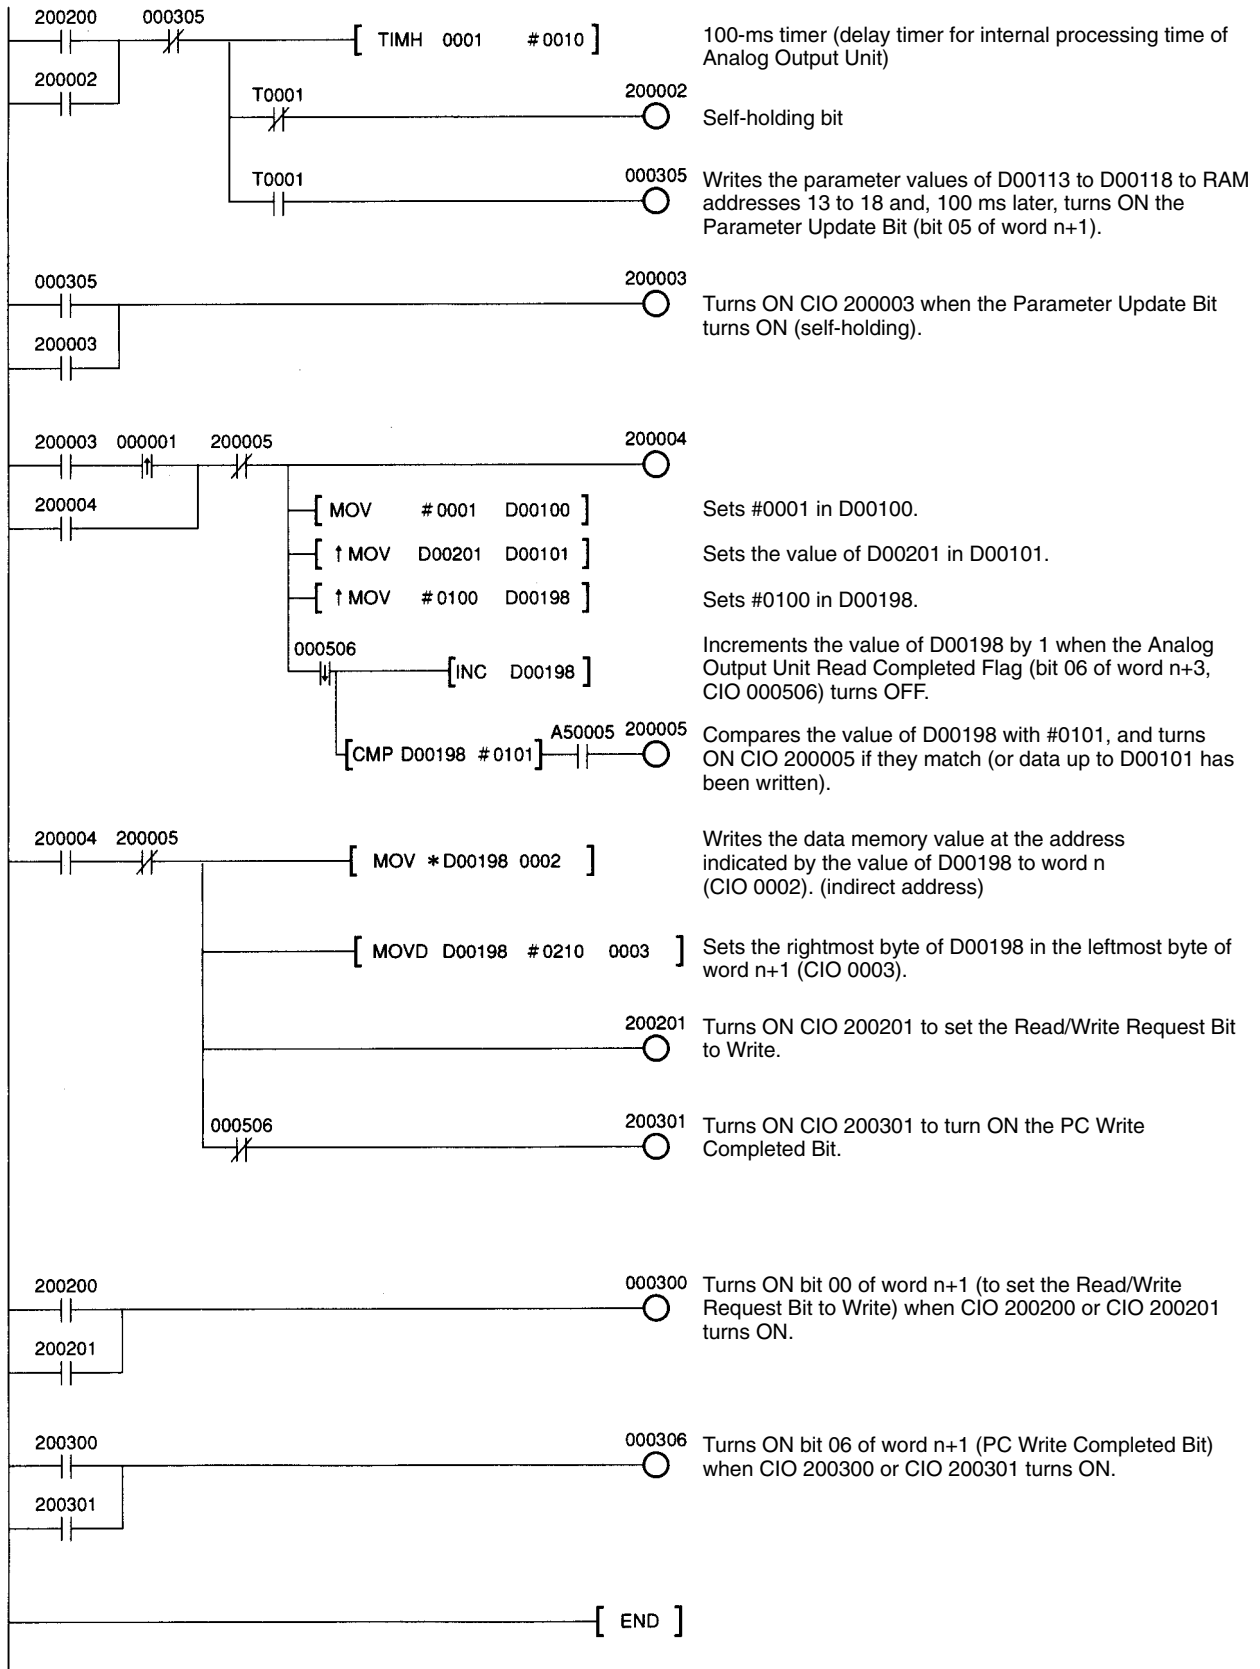 200200 000305
TIMH 0001 #0010
100-ms timer (delay timer for internal processing time of
Analog Output Unit)
200002
T0001
200002
Self-holding bit
T0001
000305
Writes the parameter values of D00113 to D00118 to RAM
addresses 13 to 18 and, 100 ms later, turns ON the
Parameter Update Bit (bit 05 of word n+1).
000305
200003
Turns ON CIO 200003 when the Parameter Update Bit
turns ON (self-holding).
200003
200003 000001 200005
200004
200004
[ MOV #0001 D00100 ]
Sets #0001 in D00100.
[ ↑MOV D00201 D00101 ]
Sets the value of D00201 in D00101.
[ ↑MOV #0100 D00198 ]
Sets #0100 in D00198.
000506
[INC D00198 ]
Increments the value of D00198 by 1 when the Analog
Output Unit Read Completed Flag (bit 06 of word n+3,
CIO 000506) turns OFF.
[CMP D00198 #0101] A50005 200005
Compares the value of D00198 with #0101, and turns
ON CIO 200005 if they match (or data up to D00101 has
been written).
200004 200005
[ MOV *D00198 0002 ]
Writes the data memory value at the address
indicated by the value of D00198 to word n
(CIO 0002). (indirect address)
[ MOVD D00198 #0210 0003 ]
Sets the rightmost byte of D00198 in the leftmost byte of
word n+1 (CIO 0003).
200201
Turns ON CIO 200201 to set the Read/Write Request Bit
to Write.
000506
200301
Turns ON CIO 200301 to turn ON the PC Write
Completed Bit.
200200
000300
Turns ON bit 00 of word n+1 (to set the Read/Write
Request Bit to Write) when CIO 200200 or CIO 200201
turns ON.
200201
200300
000306
Turns ON bit 06 of word n+1 (PC Write Completed Bit)
when CIO 200300 or CIO 200301 turns ON.
200301
[ END ]